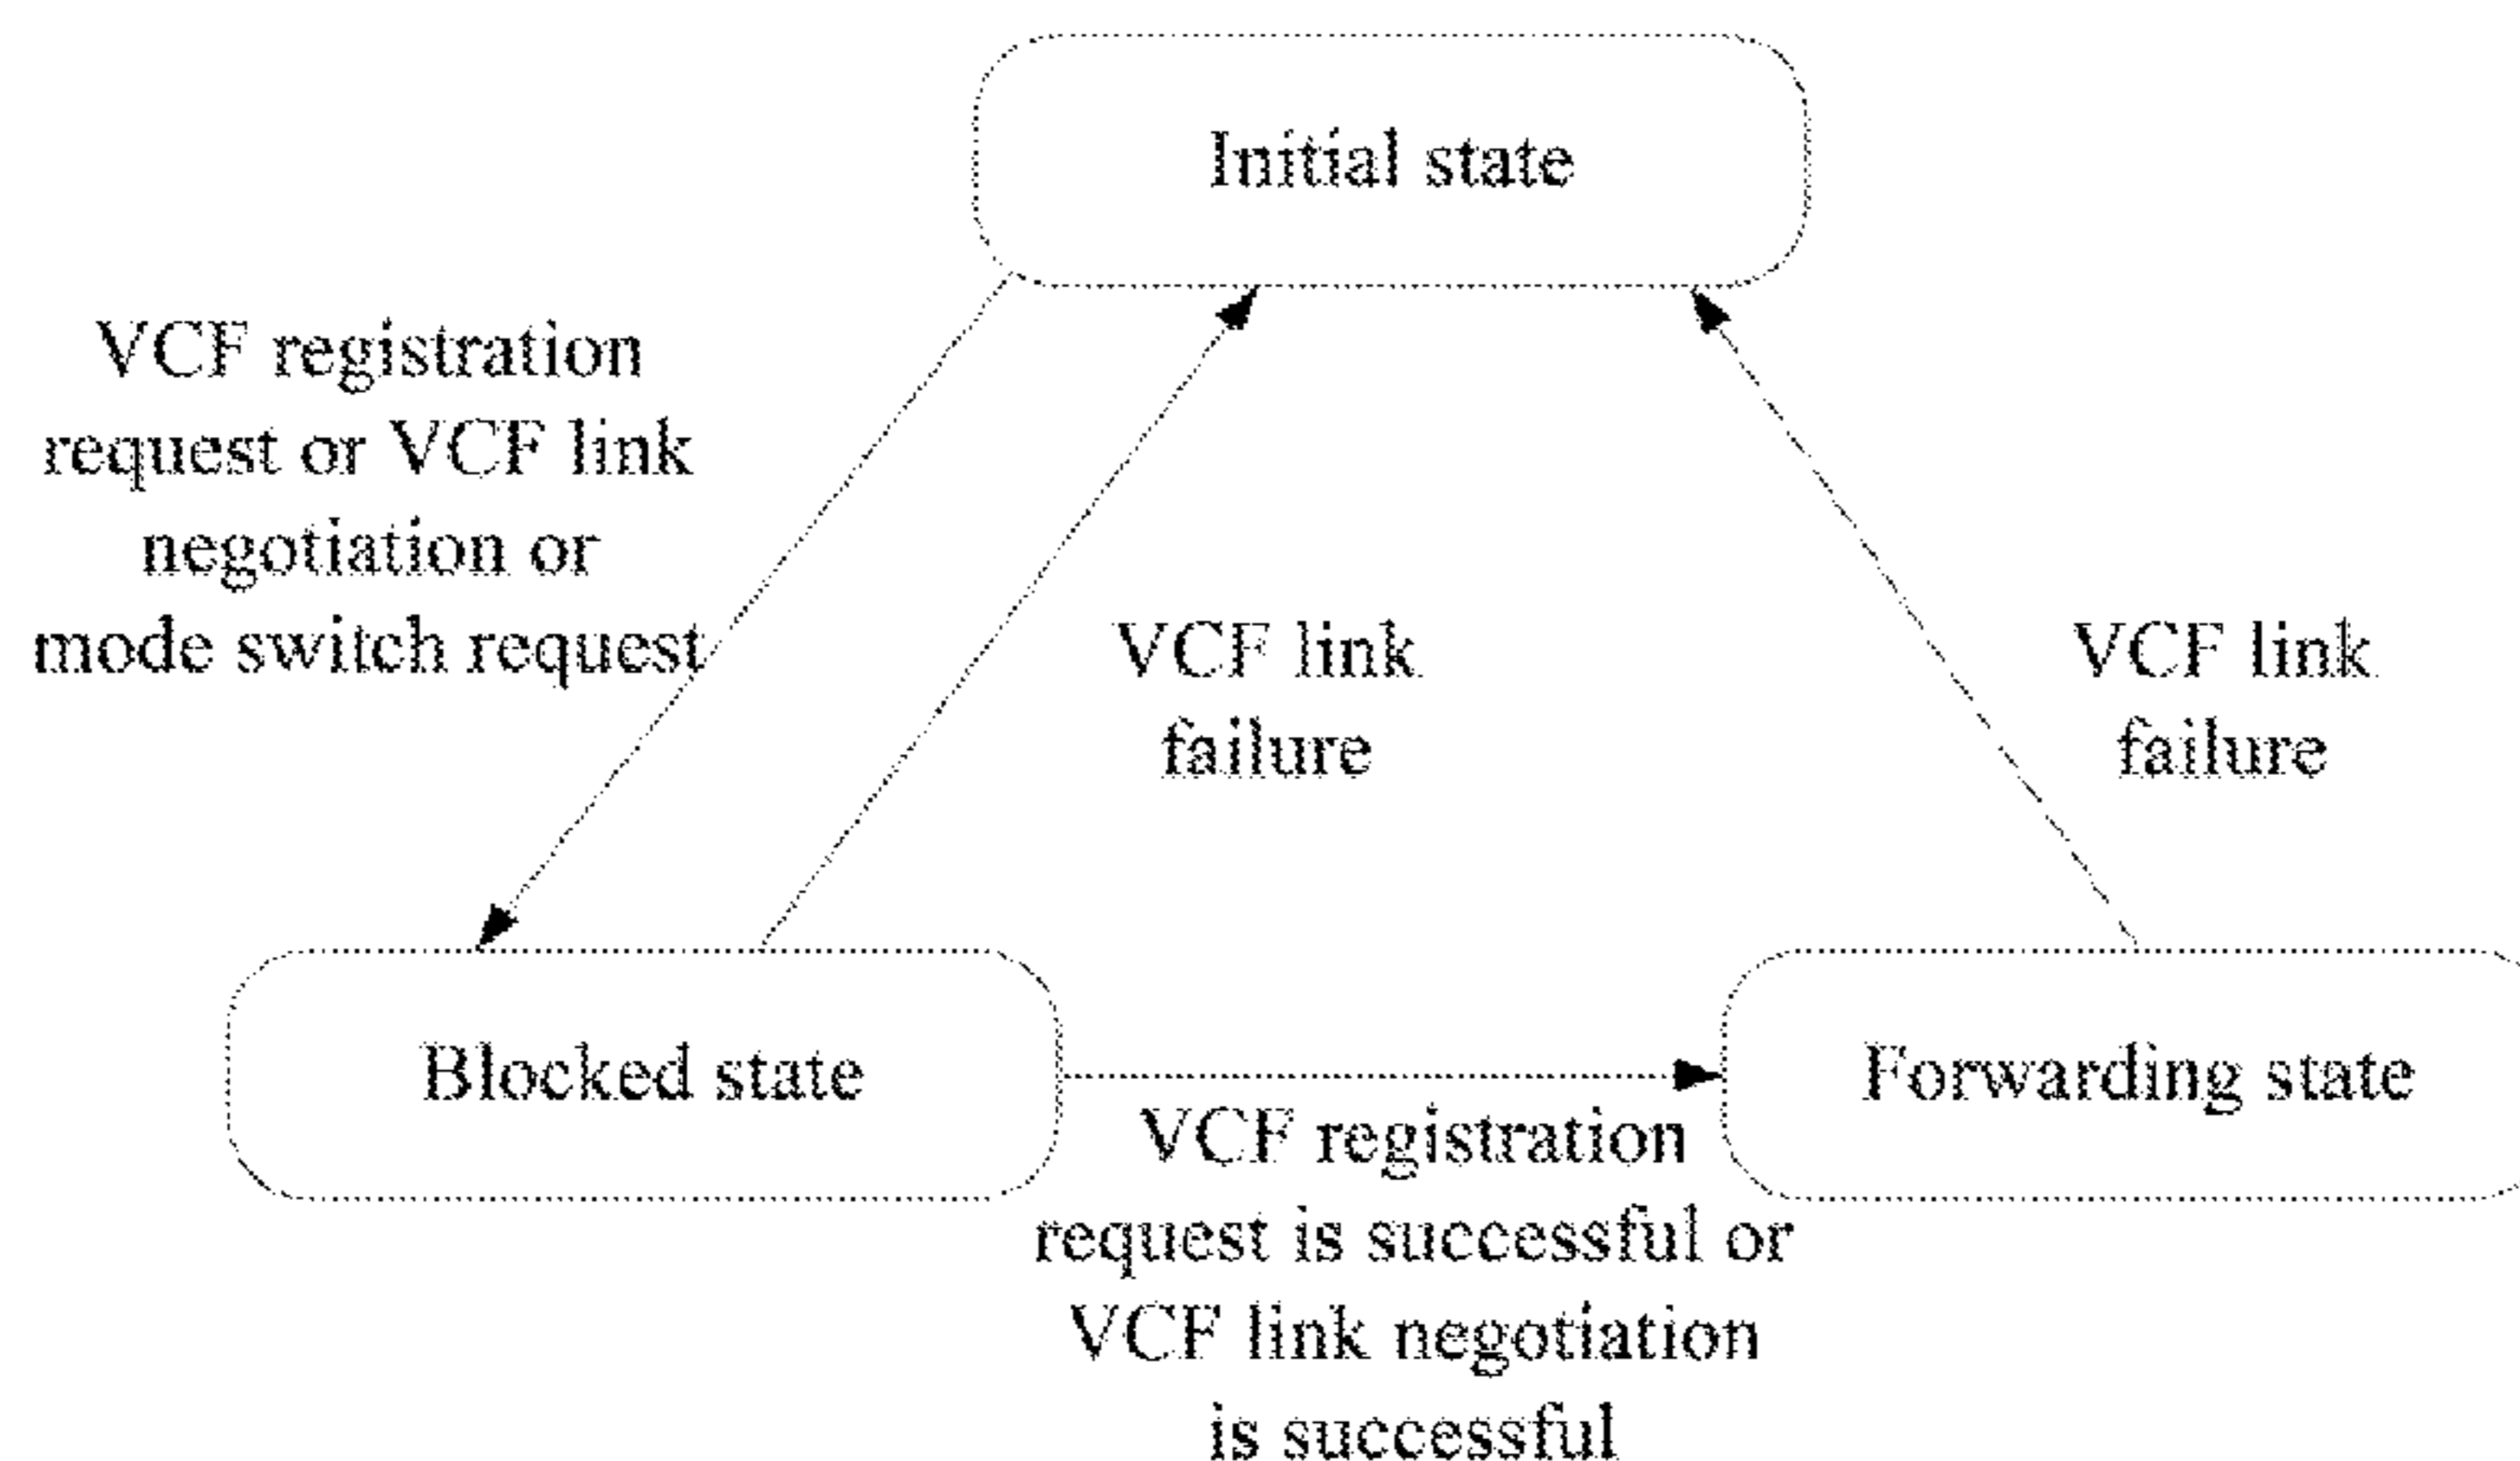 Initial state
VCF registration
request or VCF link
negotiation or
mode switch request
VCF link
failure
VCF link
failure
Blocked state
Forwarding state
VCF registration
request is successful or
VCF link negotiation
is successful